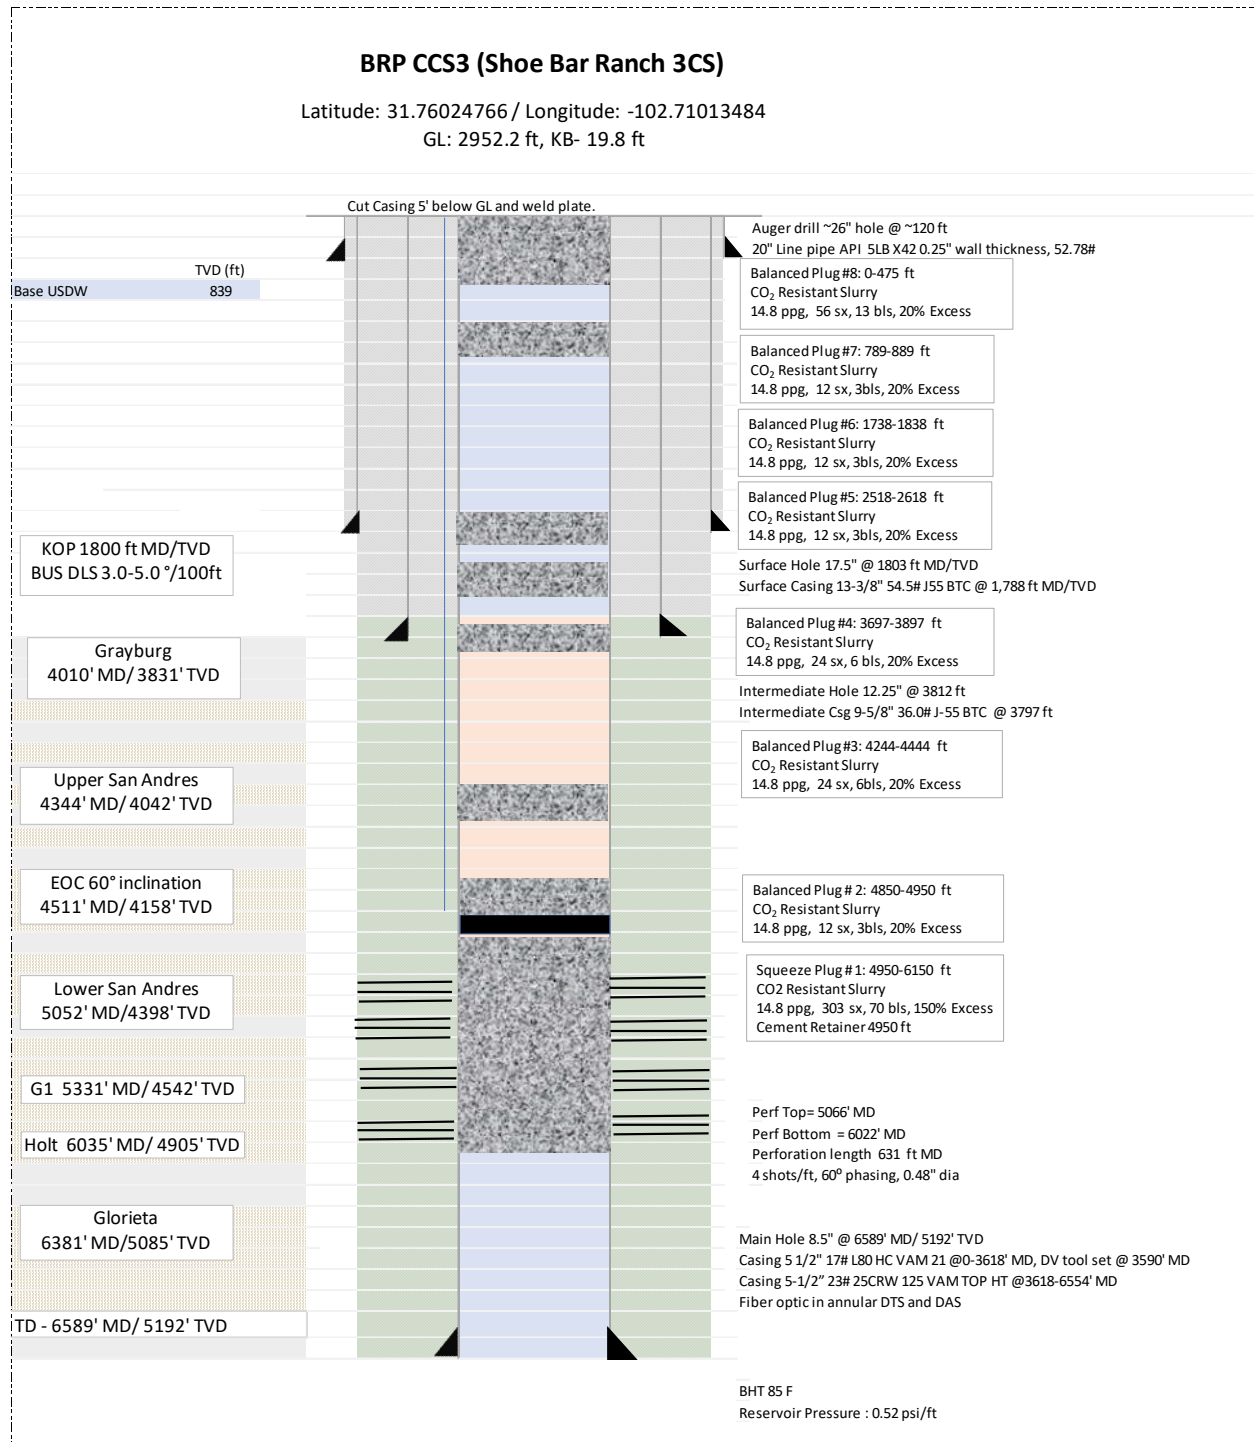 BRP CCS3 (Shoe Bar Ranch 3CS)
Latitude: 31.76024766 / Longitude: -102.71013484
GL: 2952.2 ft, KB- 19.8 ft
Cut Casing 5' below GL and weld plate.
Auger drill ~26" hole @ ~120 ft
20" Line pipe API 5LB X42 0.25" wall thickness, 52.78#
TVD (ft)
Base USDW 839
Balanced Plug #8: 0-475 ft
CO₂ Resistant Slurry
14.8 ppg, 56 sx, 13 bls, 20% Excess
Balanced Plug #7: 789-889 ft
CO₂ Resistant Slurry
14.8 ppg, 12 sx, 3bls, 20% Excess
Balanced Plug #6: 1738-1838 ft
CO₂ Resistant Slurry
14.8 ppg, 12 sx, 3bls, 20% Excess
Balanced Plug #5: 2518-2618 ft
CO₂ Resistant Slurry
14.8 ppg, 12 sx, 3bls, 20% Excess
KOP 1800 ft MD/TVD
BUS DLS 3.0-5.0 °/100ft
Surface Hole 17.5" @ 1803 ft MD/TVD
Surface Casing 13-3/8" 54.5# J55 BTC @ 1,788 ft MD/TVD
Balanced Plug #4: 3697-3897 ft
CO₂ Resistant Slurry
14.8 ppg, 24 sx, 6 bls, 20% Excess
Grayburg
4010' MD/ 3831' TVD
Intermediate Hole 12.25" @ 3812 ft
Intermediate Csg 9-5/8" 36.0# J-55 BTC @ 3797 ft
Balanced Plug #3: 4244-4444 ft
CO₂ Resistant Slurry
14.8 ppg, 24 sx, 6bls, 20% Excess
Upper San Andres
4344' MD/ 4042' TVD
EOC 60° inclination
4511' MD/ 4158' TVD
Balanced Plug # 2: 4850-4950 ft
CO₂ Resistant Slurry
14.8 ppg, 12 sx, 3bls, 20% Excess
Squeeze Plug # 1: 4950-6150 ft
CO2 Resistant Slurry
14.8 ppg, 303 sx, 70 bls, 150% Excess
Cement Retainer 4950 ft
Lower San Andres
5052' MD/4398' TVD
G1 5331' MD/ 4542' TVD
Holt 6035' MD/ 4905' TVD
Perf Top= 5066' MD
Perf Bottom = 6022' MD
Perforation length 631 ft MD
4 shots/ft, 60⁰ phasing, 0.48" dia
Glorieta
6381' MD/5085' TVD
Main Hole 8.5" @ 6589' MD/ 5192' TVD
Casing 5 1/2" 17# L80 HC VAM 21 @0-3618' MD, DV tool set @ 3590' MD
Casing 5-1/2" 23# 25CRW 125 VAM TOP HT @3618-6554' MD
Fiber optic in annular DTS and DAS
TD - 6589' MD/ 5192' TVD
BHT 85 F
Reservoir Pressure : 0.52 psi/ft